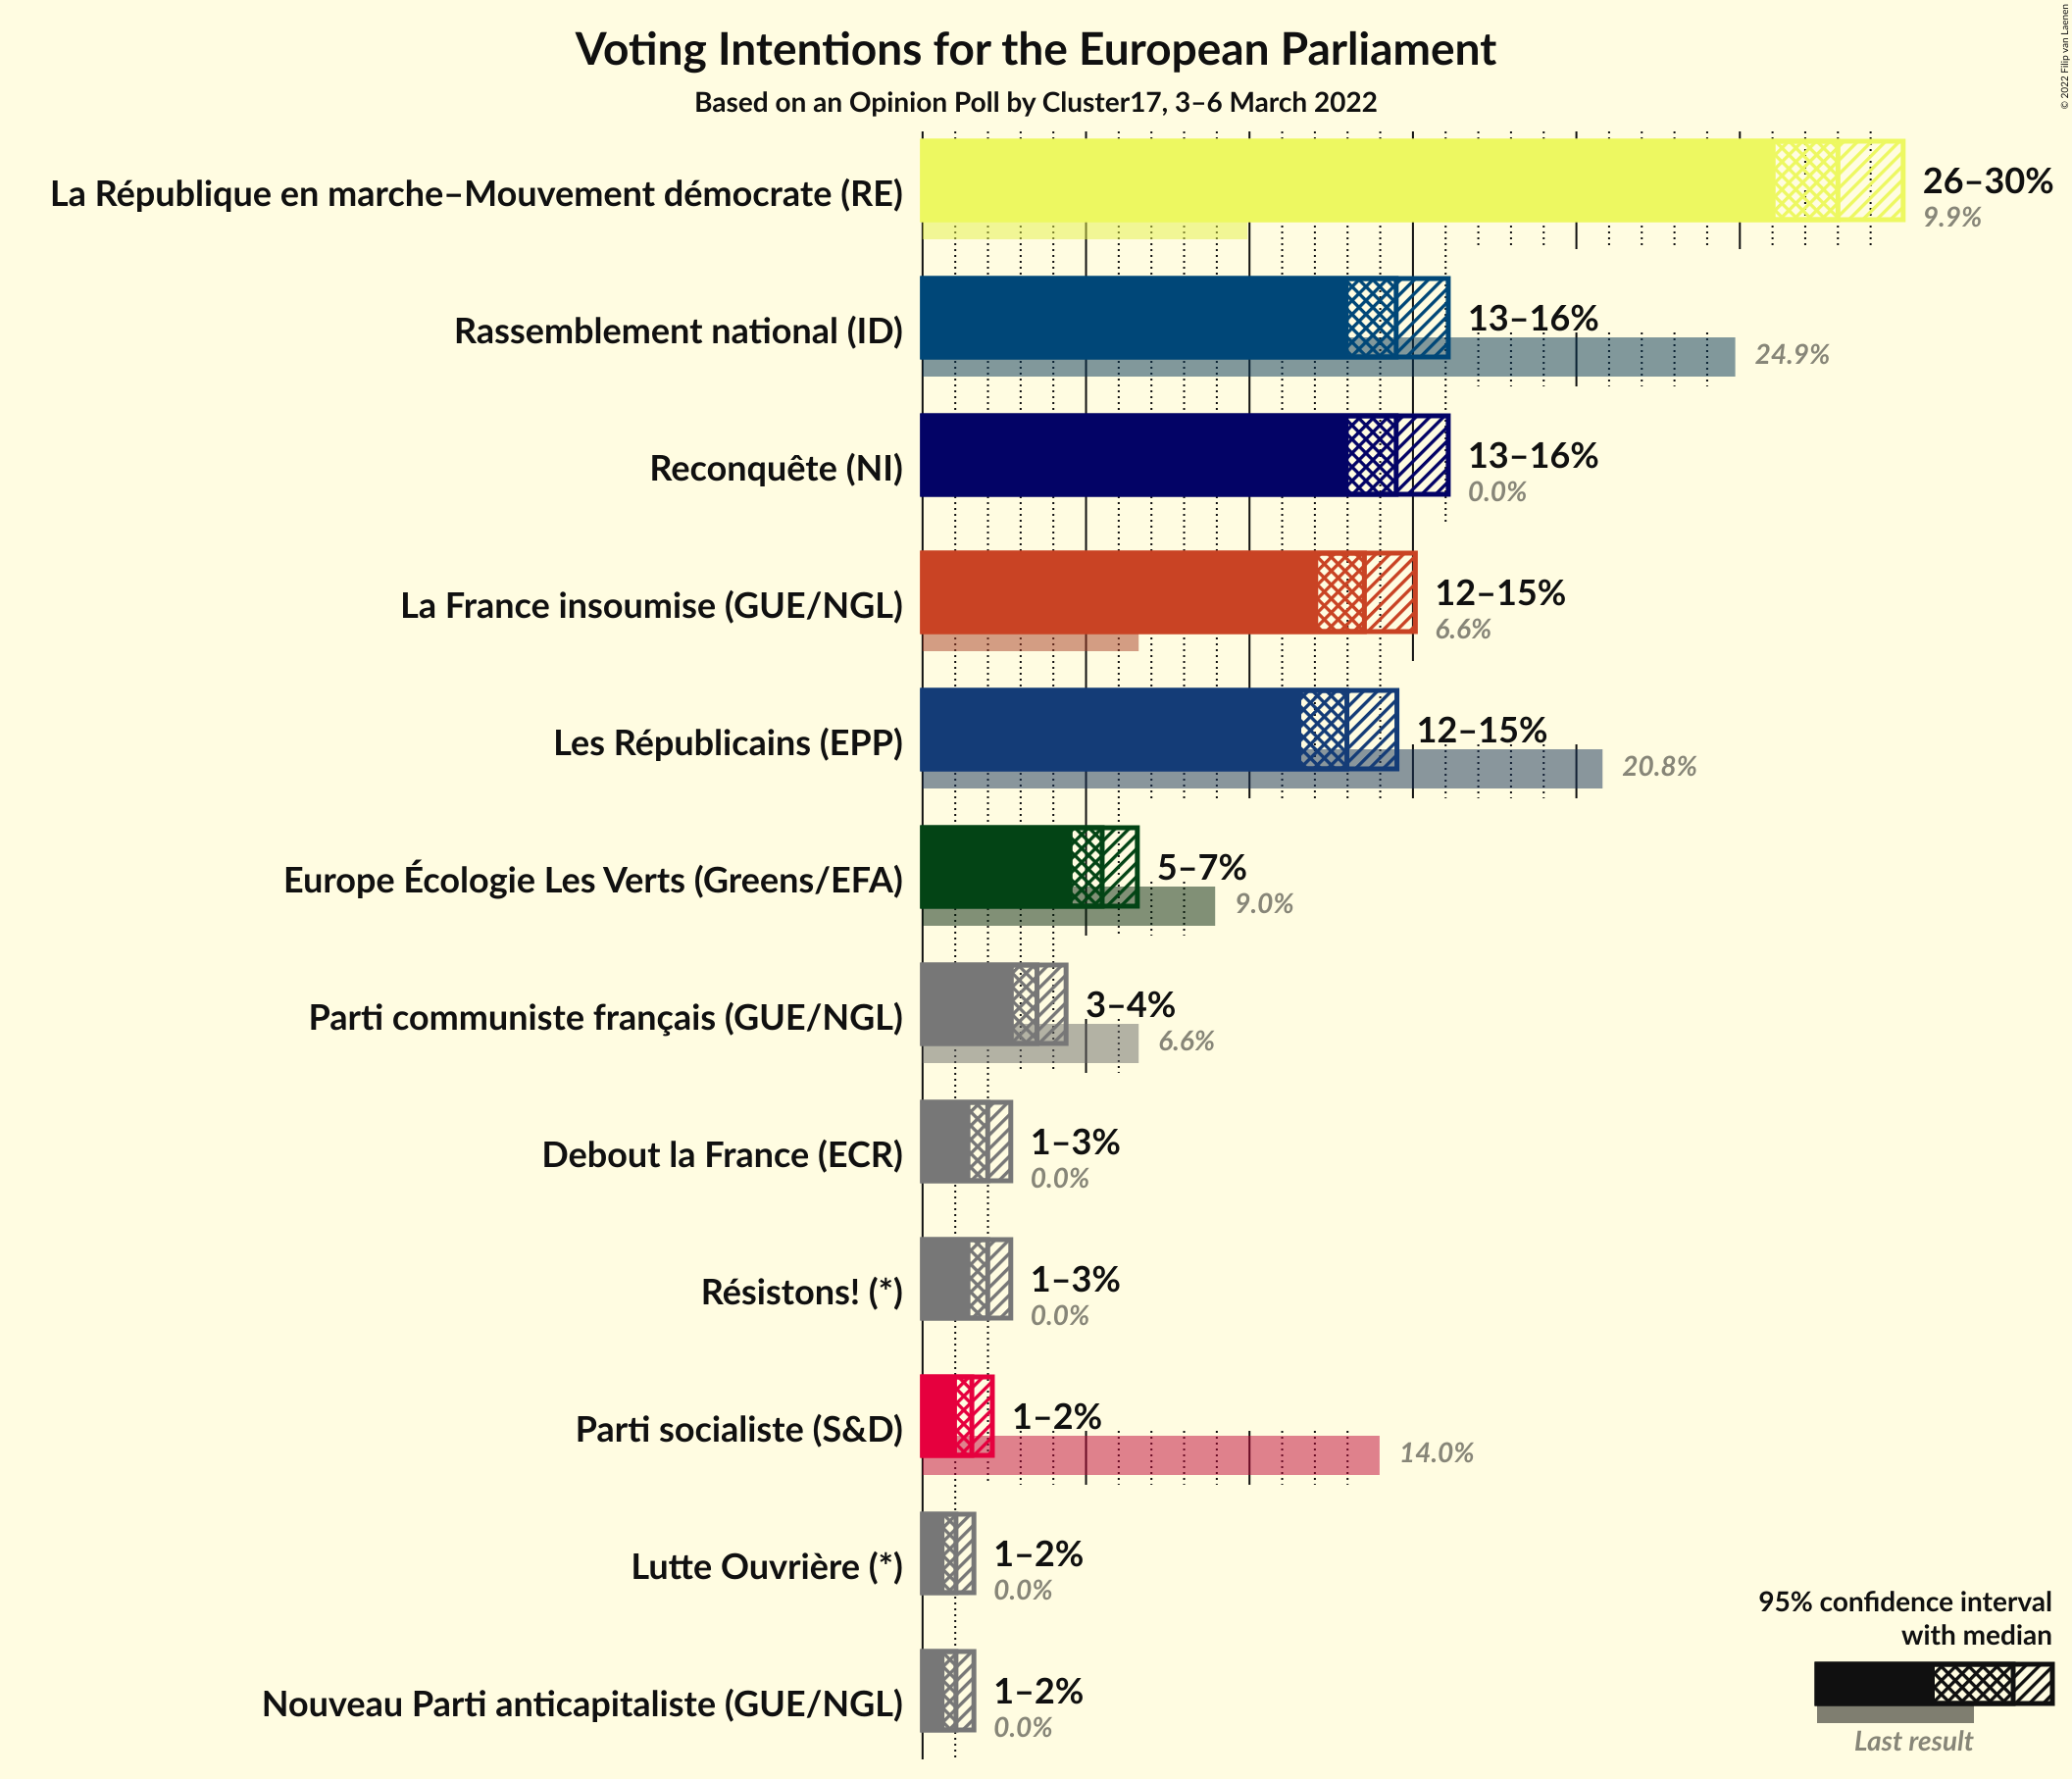 Voting Intentions for the European Parliament
Based on an Opinion Poll by Cluster17, 3–6 March 2022
© 2022 Filip van Laenen
La République en marche–Mouvement démocrate (RE)
26–30%
9.9%
Rassemblement national (ID)
13–16%
24.9%
Reconquête (NI)
13–16%
0.0%
La France insoumise (GUE/NGL)
12–15%
6.6%
Les Républicains (EPP)
12–15%
20.8%
Europe Écologie Les Verts (Greens/EFA)
5–7%
9.0%
Parti communiste français (GUE/NGL)
3–4%
6.6%
Debout la France (ECR)
1–3%
0.0%
Résistons! (*)
1–3%
0.0%
Parti socialiste (S&D)
1–2%
14.0%
Lutte Ouvrière (*)
1–2%
0.0%
Nouveau Parti anticapitaliste (GUE/NGL)
1–2%
0.0%
95% confidence interval
with median
Last result